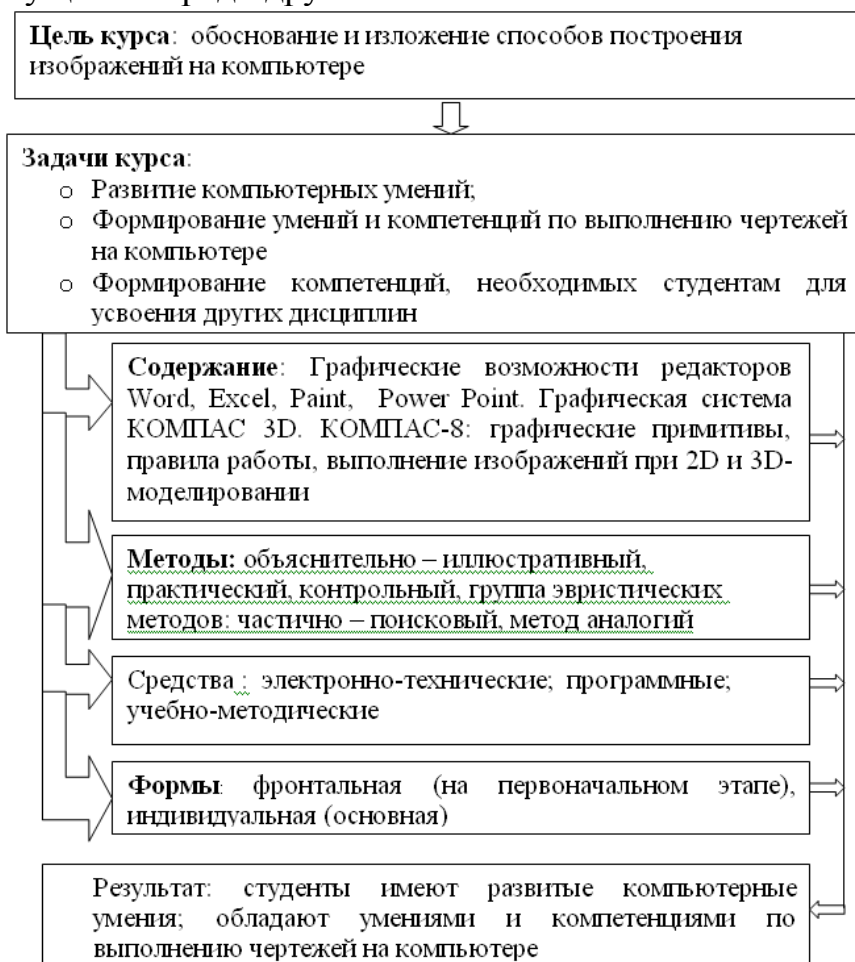 Цель курса: обоснование и изложение способов построения
изображений на компьютере
Задачи курса:
o Развитие компьютерных умений;
o Формирование умений и компетенций по выполнению чертежей
на компьютере
o Формирование компетенций, необходимых студентам для
усвоения других дисциплин
Содержание: Графические возможности редакторов
Word, Excel, Paint, Power Point. Графическая система
КОМПАС 3D. КОМПАС-8: графические примитивы,
правила работы, выполнение изображений при 2D и 3D-
моделировании
Методы: объяснительно – иллюстративный,
практический, контрольный, группа эвристических
методов: частично – поисковый, метод аналогий
Средства : электронно-технические; программные;
учебно-методические
Формы: фронтальная (на первоначальном этапе),
индивидуальная (основная)
Результат: студенты имеют развитые компьютерные
умения; обладают умениями и компетенциями по
выполнению чертежей на компьютере